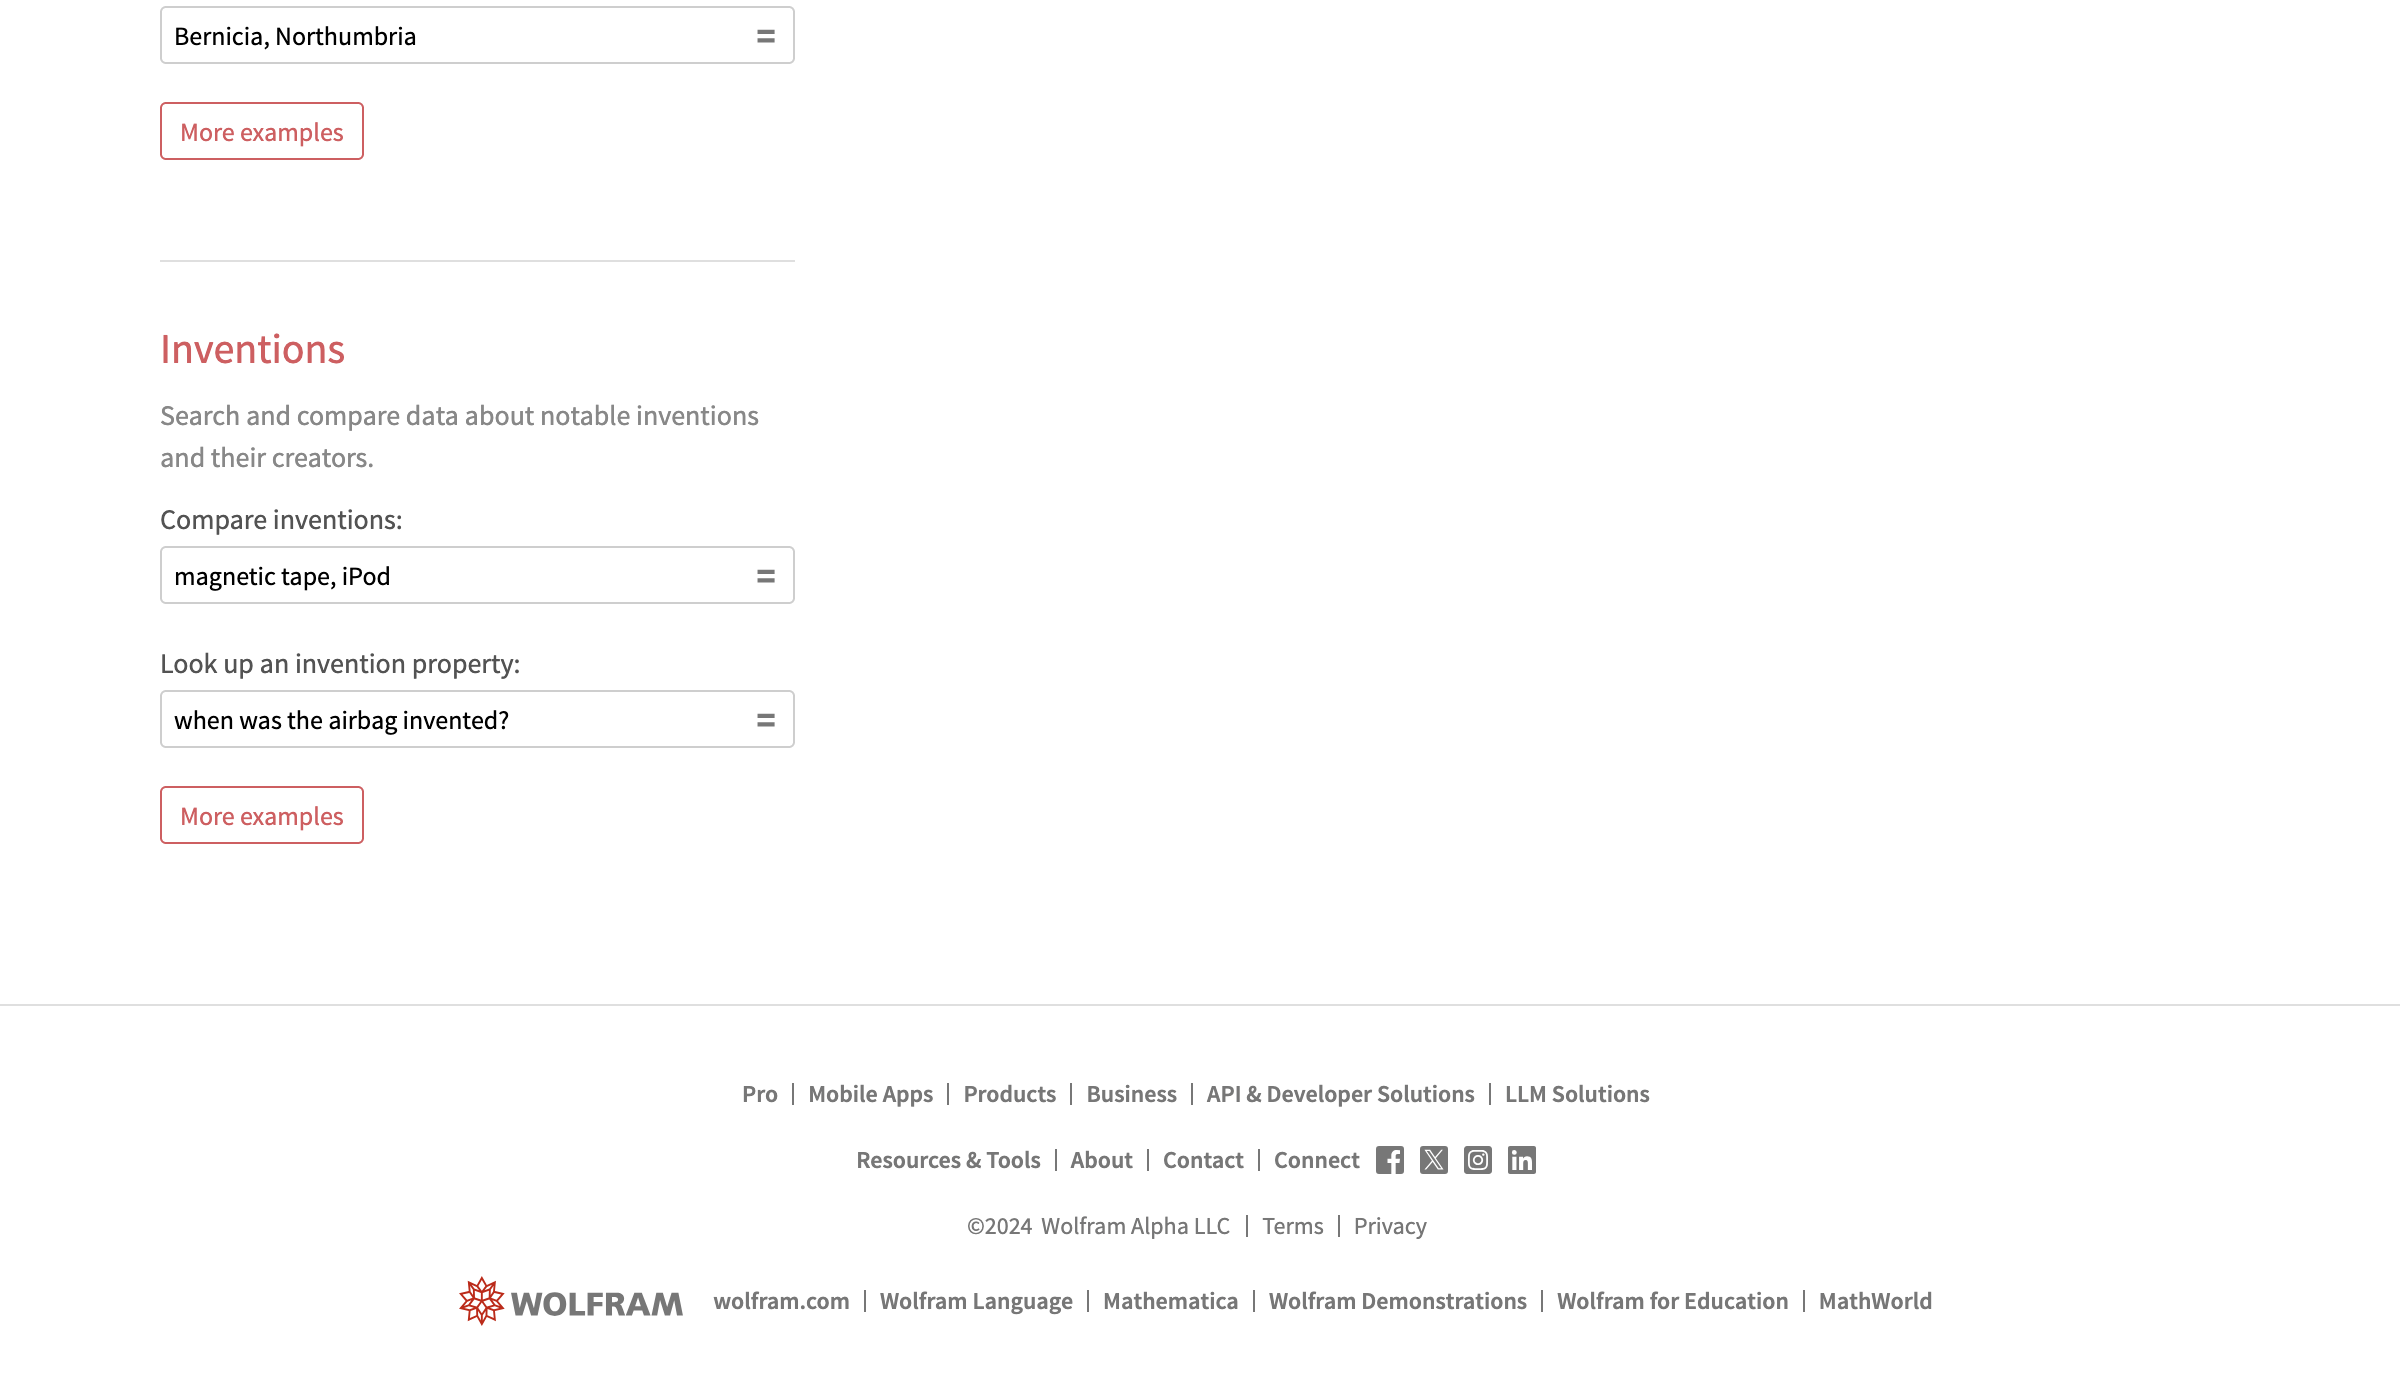 Bernicia, Northumbria
More examples
Inventions
Search and compare data about notable inventions
and their creators.
Compare inventions:
magnetic tape, iPod
Look up an invention property:
when was the airbag invented?
More examples
Pro | Mobile Apps | Products | Business | API & Developer Solutions | LLM Solutions
Resources & Tools | About | Contact | Connect
©2024 Wolfram Alpha LLC | Terms | Privacy
WOLFRAM wolfram.com | Wolfram Language | Mathematica | Wolfram Demonstrations | Wolfram for Education | MathWorld